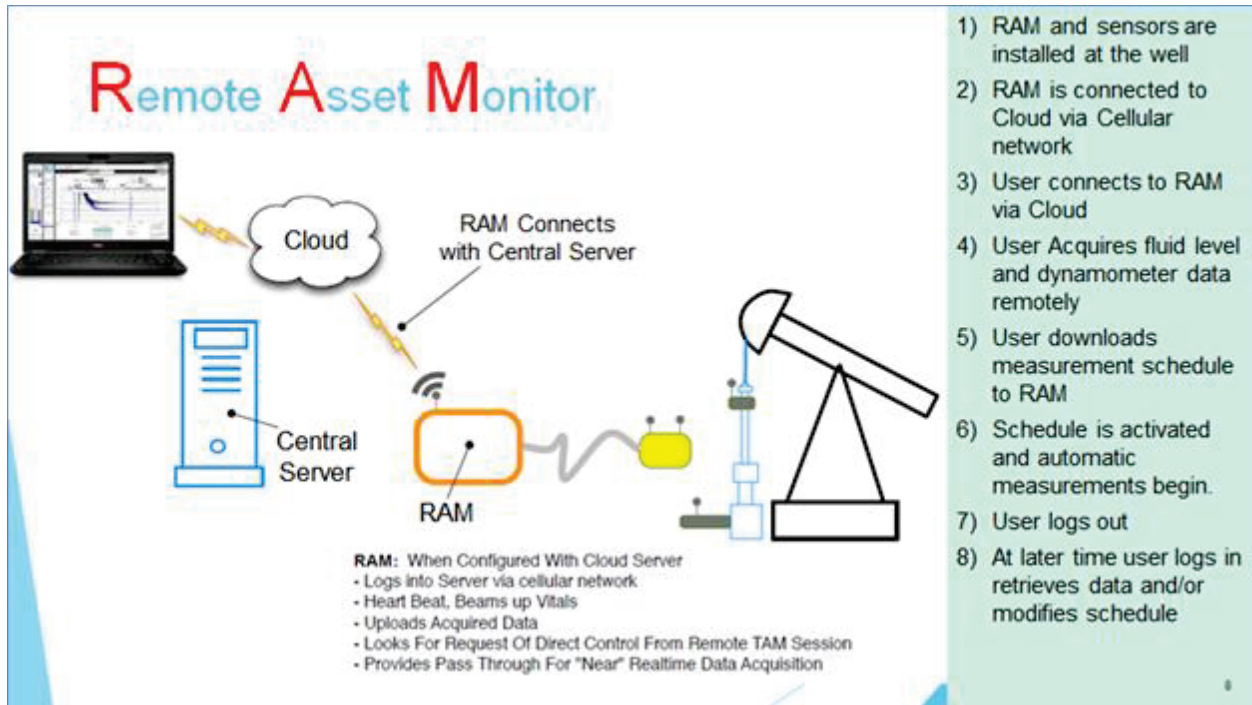 Remote Asset Monitor
Cloud
RAM Connects
with Central Server
Central
Server
RAM
RAM: When Configured With Cloud Server
- Logs into Server via cellular network
- Heart Beat, Beams up Vitals
- Uploads Acquired Data
- Looks For Request Of Direct Control From Remote TAM Session
- Provides Pass Through For "Near" Realtime Data Acquisition
1) RAM and sensors are
installed at the well
2) RAM is connected to
Cloud via Cellular
network
3) User connects to RAM
via Cloud
4) User Acquires fluid level
and dynamometer data
remotely
5) User downloads
measurement schedule
to RAM
6) Schedule is activated
and automatic
measurements begin.
7) User logs out
8) At later time user logs in
retrieves data and/or
modifies schedule